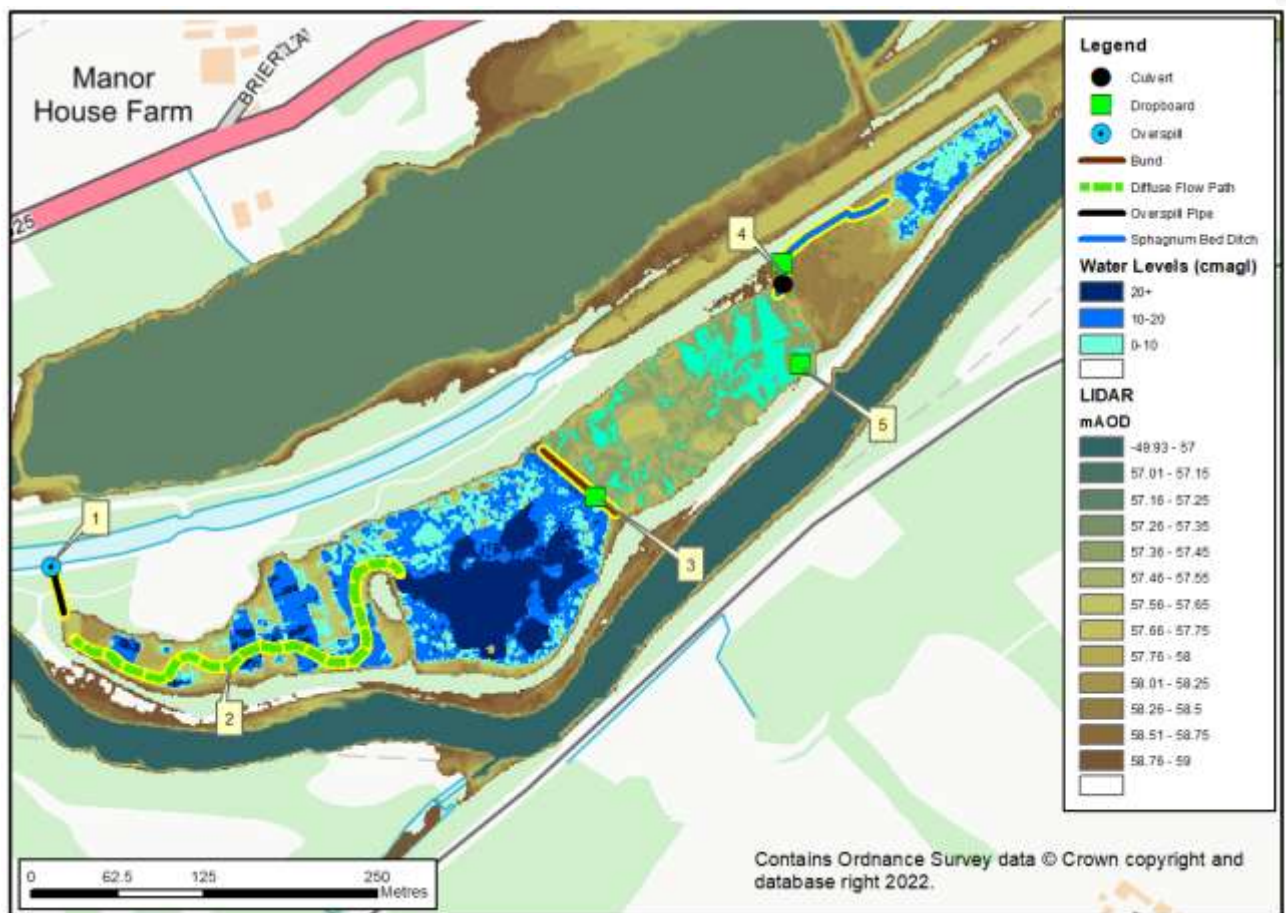 Manor
House Farm
BRIER LA
25
1
2
3
4
5
Legend
Culvert
Dropboard
Overspill
Bund
Diffuse Flow Path
Overspill Pipe
Sphagnum Bed Ditch
Water Levels (cmagl)
20+
10-20
0-10
LIDAR
mAOD
-49.93 - 57
57.01 - 57.15
57.16 - 57.25
57.26 - 57.35
57.36 - 57.45
57.46 - 57.55
57.56 - 57.65
57.66 - 57.75
57.76 - 58
58.01 - 58.25
58.26 - 58.5
58.51 - 58.75
58.76 - 59
0 62.5 125 250
Metres
Contains Ordnance Survey data © Crown copyright and
database right 2022.